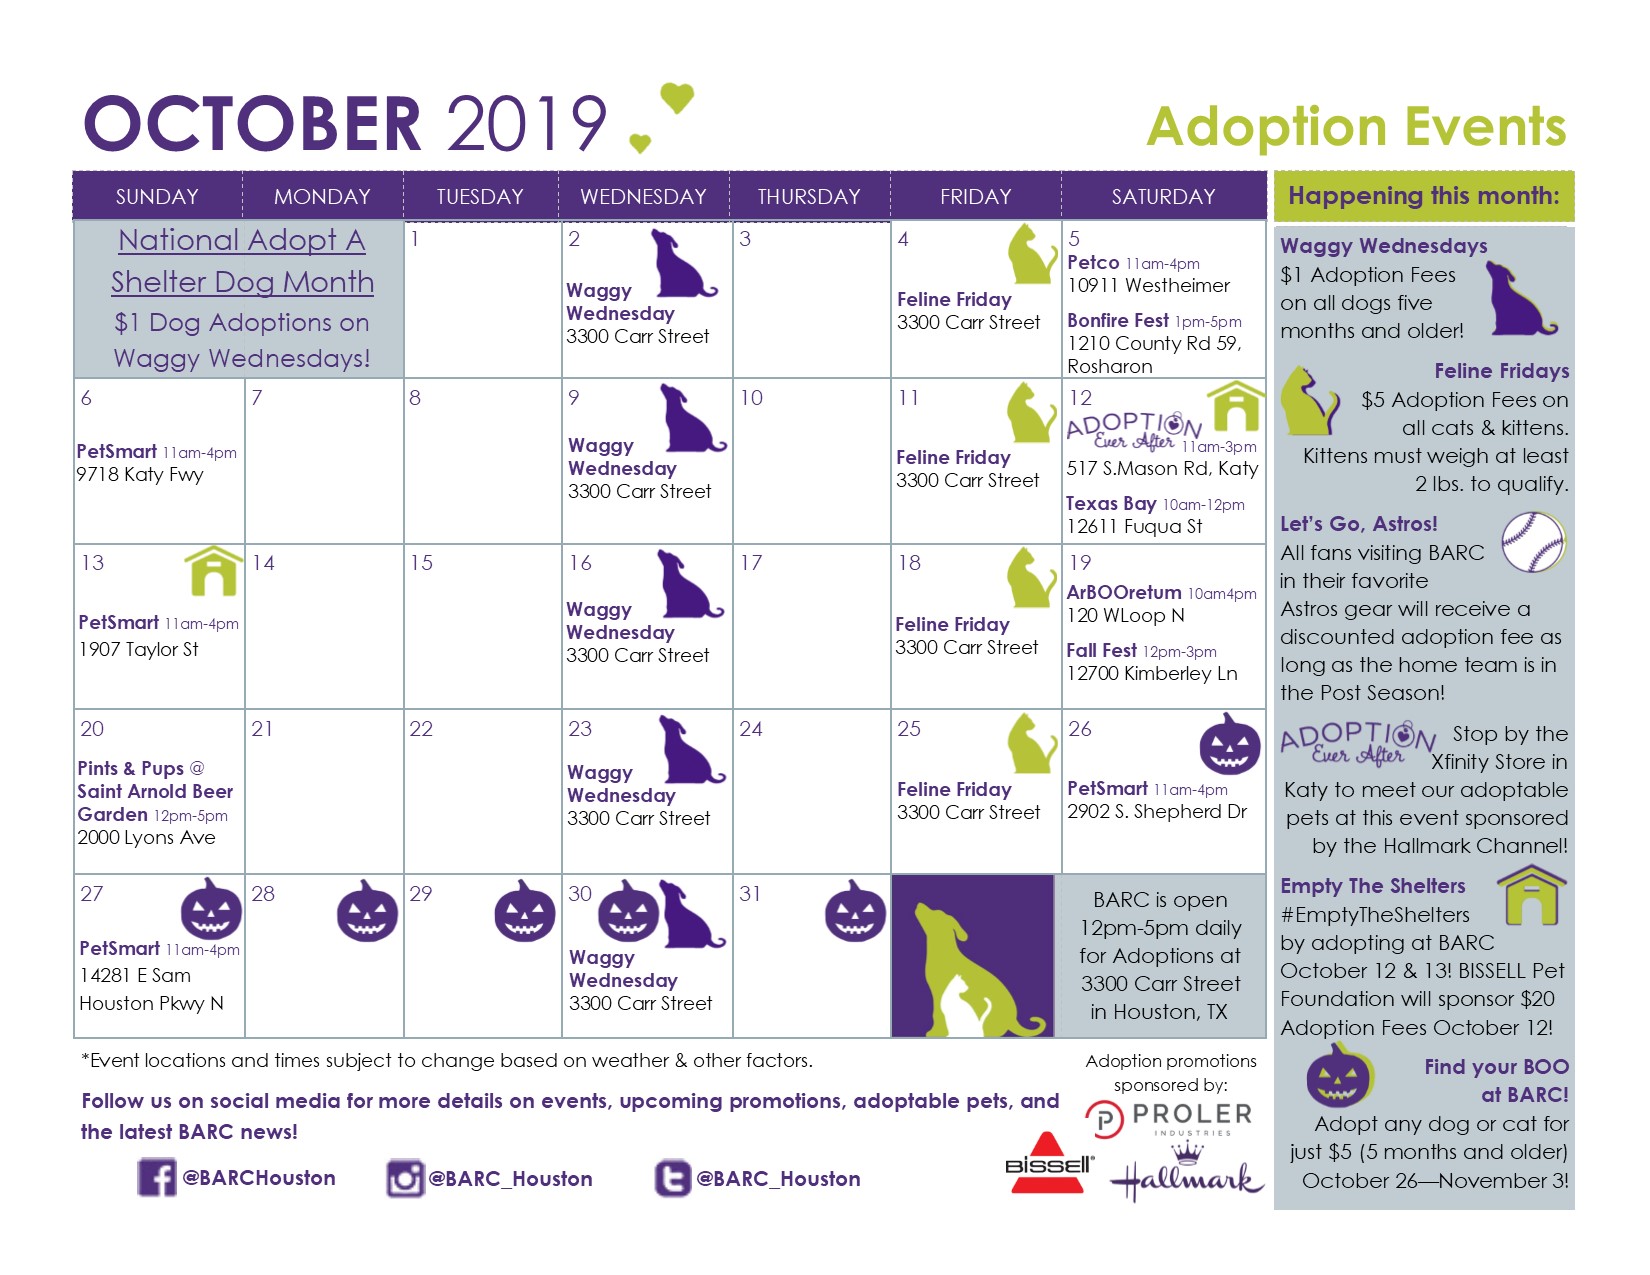 OCTOBER 2019
Adoption Events
SUNDAY MONDAY TUESDAY WEDNESDAY THURSDAY FRIDAY SATURDAY
National Adopt A
Shelter Dog Month
$1 Dog Adoptions on
Waggy Wednesdays!
1
2
Waggy
Wednesday
3300 Carr Street
3
4
Feline Friday
3300 Carr Street
5
Petco 11am-4pm
10911 Westheimer
Bonfire Fest 1pm-5pm
1210 County Rd 59,
Rosharon
6
PetSmart 11am-4pm
9718 Katy Fwy
7
8
9
Waggy
Wednesday
3300 Carr Street
10
11
Feline Friday
3300 Carr Street
12
ADOPTION
Ever After 11am-3pm
517 S.Mason Rd, Katy
Texas Bay 10am-12pm
12611 Fuqua St
13
PetSmart 11am-4pm
1907 Taylor St
14
15
16
Waggy
Wednesday
3300 Carr Street
17
18
Feline Friday
3300 Carr Street
19
ArBOOretum 10am4pm
120 WLoop N
Fall Fest 12pm-3pm
12700 Kimberley Ln
20
Pints & Pups @
Saint Arnold Beer
Garden 12pm-5pm
2000 Lyons Ave
21
22
23
Waggy
Wednesday
3300 Carr Street
24
25
Feline Friday
3300 Carr Street
26
PetSmart 11am-4pm
2902 S. Shepherd Dr
27
PetSmart 11am-4pm
14281 E Sam
Houston Pkwy N
28
29
30
Waggy
Wednesday
3300 Carr Street
31
BARC is open
12pm-5pm daily
for Adoptions at
3300 Carr Street
in Houston, TX
Happening this month:
Waggy Wednesdays
$1 Adoption Fees
on all dogs five
months and older!
Feline Fridays
$5 Adoption Fees on
all cats & kittens.
Kittens must weigh at least
2 lbs. to qualify.
Let's Go, Astros!
All fans visiting BARC
in their favorite
Astros gear will receive a
discounted adoption fee as
long as the home team is in
the Post Season!
ADOPTION
Ever After
Stop by the
Xfinity Store in
Katy to meet our adoptable
pets at this event sponsored
by the Hallmark Channel!
Empty The Shelters
#EmptyTheShelters
by adopting at BARC
October 12 & 13! BISSELL Pet
Foundation will sponsor $20
Adoption Fees October 12!
Find your BOO
at BARC!
Adopt any dog or cat for
just $5 (5 months and older)
October 26—November 3!
*Event locations and times subject to change based on weather & other factors.
Follow us on social media for more details on events, upcoming promotions, adoptable pets, and
the latest BARC news!
@BARCHouston @BARC_Houston @BARC_Houston
Adoption promotions
sponsored by:
PROLER
INDUSTRIES
BISSELL
Hallmark